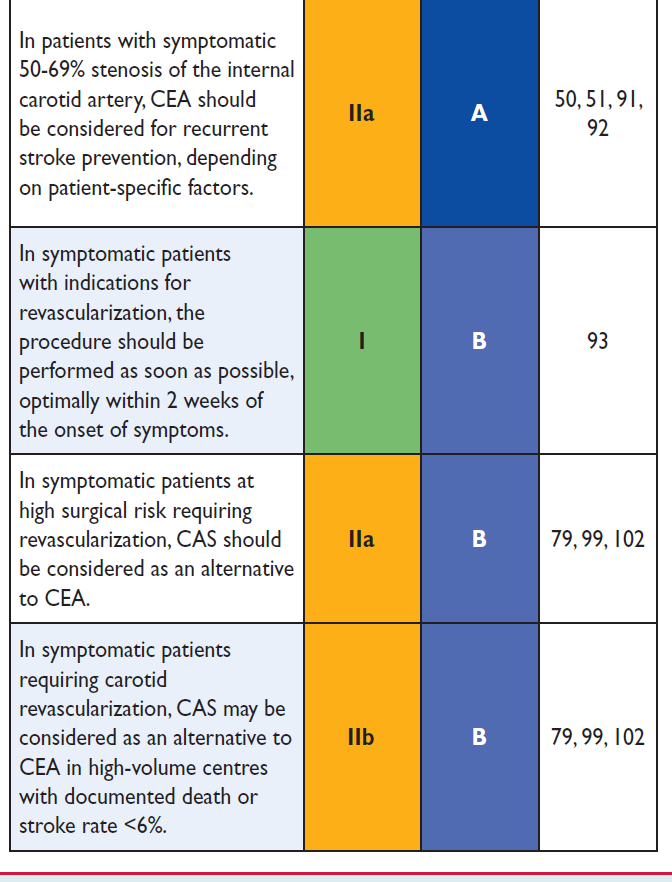 In patients with symptomatic
50-69% stenosis of the internal
carotid artery, CEA should
be considered for recurrent
stroke prevention, depending
on patient-specific factors.
IIa
A
50, 51, 91,
92
In symptomatic patients
with indications for
revascularization, the
procedure should be
performed as soon as possible,
optimally within 2 weeks of
the onset of symptoms.
I
B
93
In symptomatic patients at
high surgical risk requiring
revascularization, CAS should
be considered as an alternative
to CEA.
IIa
B
79, 99, 102
In symptomatic patients
requiring carotid
revascularization, CAS may be
considered as an alternative to
CEA in high-volume centres
with documented death or
stroke rate <6%.
IIb
B
79, 99, 102